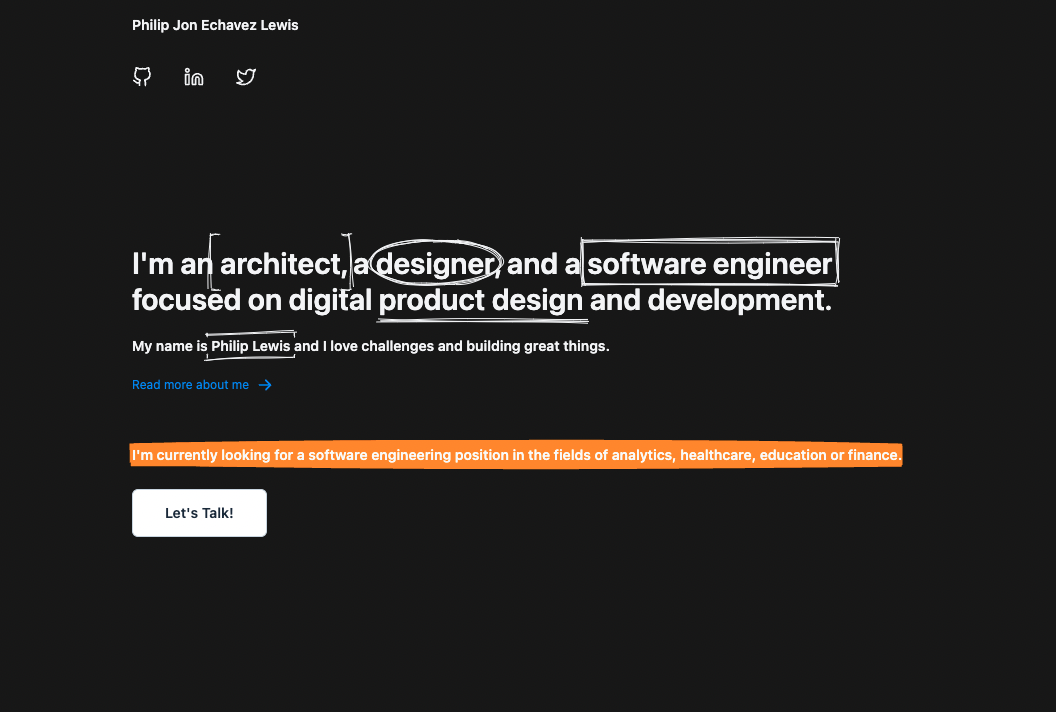 Philip Jon Echavez Lewis
I'm an architect, a designer, and a software engineer
focused on digital product design and development.
My name is Philip Lewis and I love challenges and building great things.
Read more about me →
I'm currently looking for a software engineering position in the fields of analytics, healthcare, education or finance.
Let's Talk!